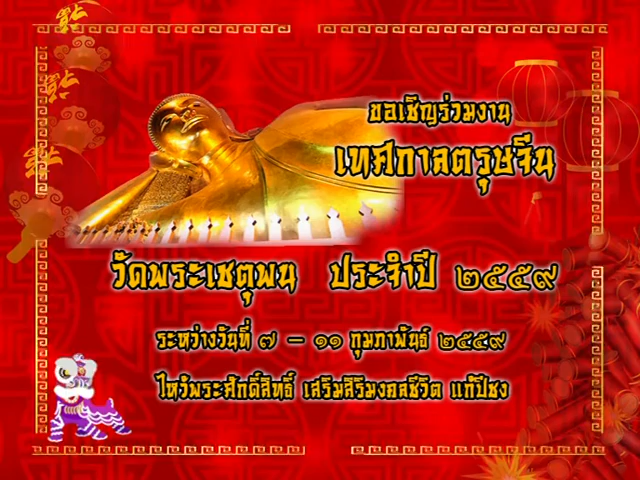 ขอเชิญร่วมงาน
เทศกาลตรุษจีน
วัดพระเชตุพน ประจำปี ๒๕๕๙
ระหว่างวันที่ ๗ - ๑๑ กุมภาพันธ์ ๒๕๕๙
ไหว้พระศักดิ์สิทธิ์ เสริมสิริมงคลชีวิต แก้ปีชง